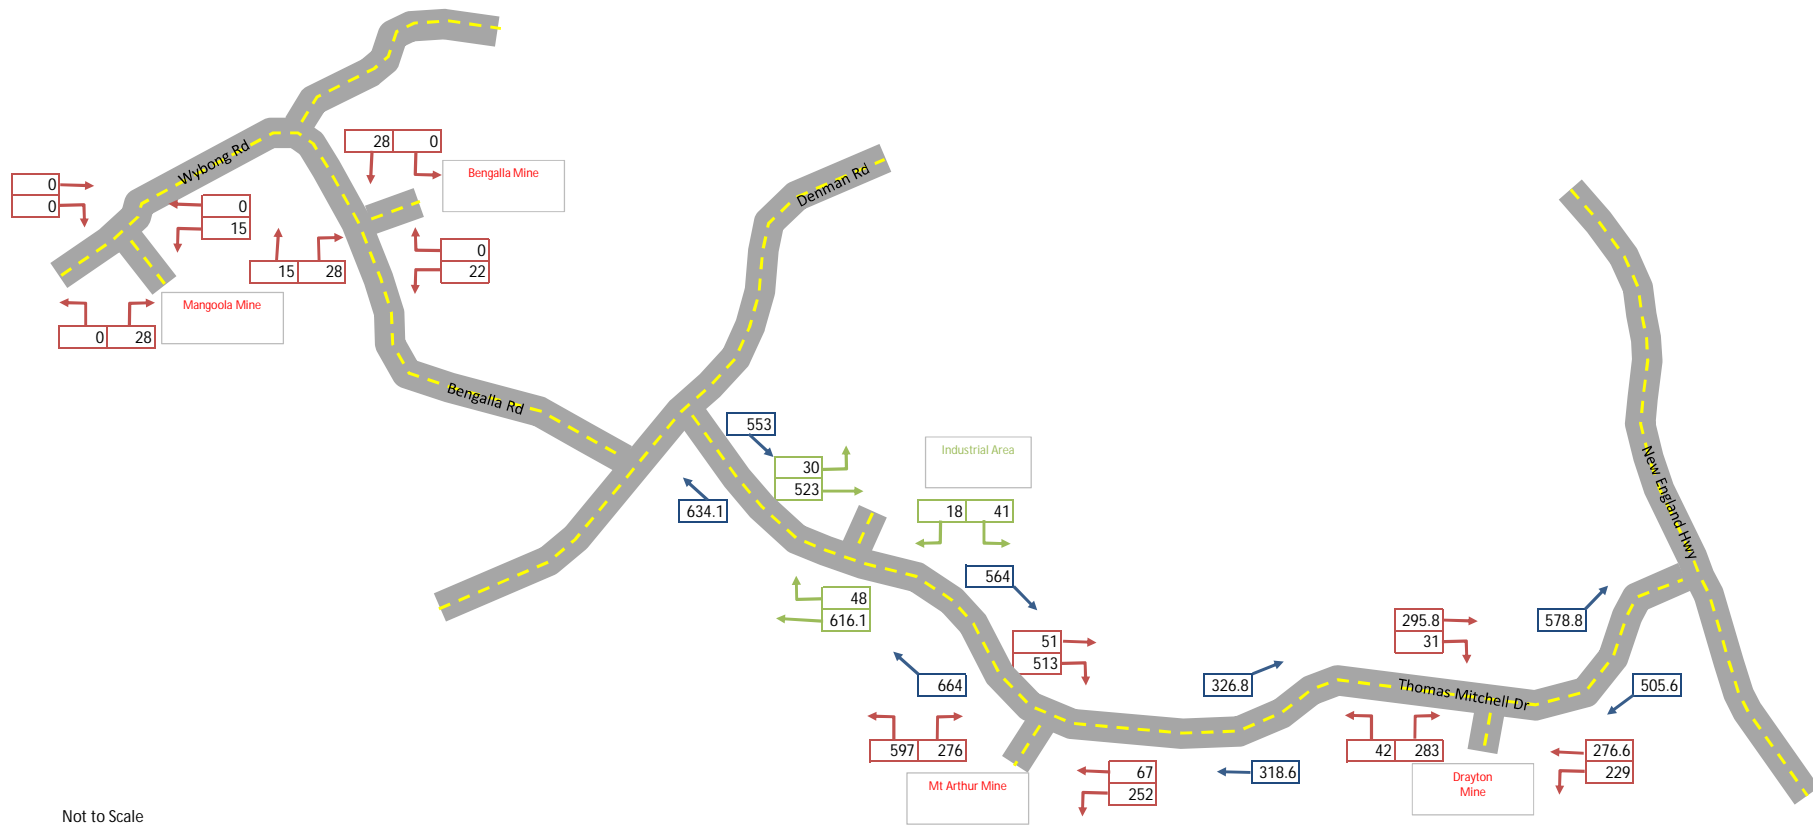 28 0
Bengalla Mine
Wybong Rd
Denman Rd
0
0
0
15
15 28
0
22
Mangoola Mine
0 28
Bengalla Rd
553
30
523
634.1
Industrial Area
18 41
New England Hwy
564
48
616.1
51
513
295.8
31
578.8
664
326.8
Thomas Mitchell Dr
505.6
597 276
42 283
276.6
229
67
252
318.6
Mt Arthur Mine
Drayton
Mine
Not to Scale